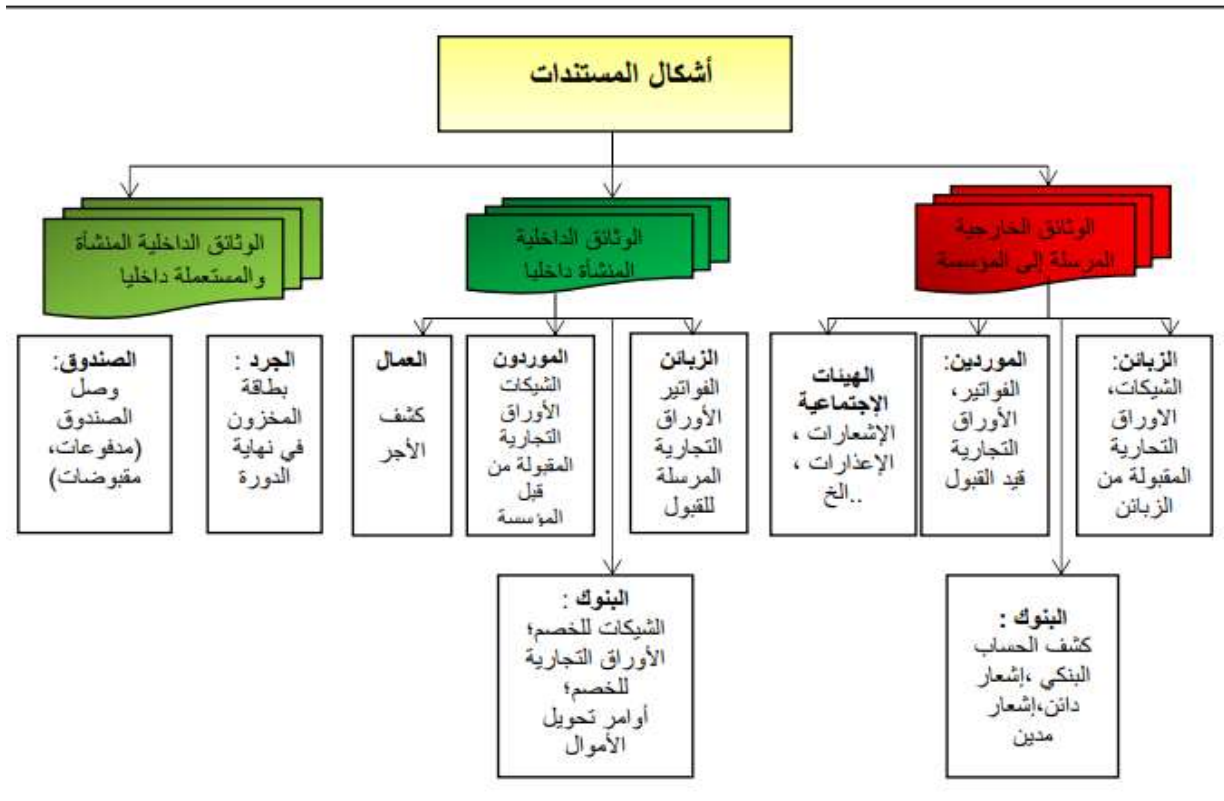 أشكال المستندات
الوثائق الخارجية
المرسلة إلى المؤسسة
الوثائق الداخلية
المنشأة داخليا
الوثائق الداخلية المنشأة
والمستعملة داخليا
الزبائن:
الشيكات،
الاوراق
التحارية
المقبولة من
الزبائن
الموردين:
الفواتير،
الأوراق
التجارية
قيد القبول
الهيئات
الإجتماعية
الإشعارات ،
الإعذارات ،
..الخ
الزبائن
الفواتير
الأوراق
التجارية
المرسلة
للقبول
الموردون
الشيكات
الأوراق
التجارية
المقبولة من
قبل
المؤسسة
العمال
كشف
الأجر
الجرد :
بطاقة
المخزون
في نهاية
الدورة
الصندوق:
وصل
الصندوق
(مدفوعات،
مقبوضات)
البنوك :
كشف الحساب
البنكي ،إشعار
دائن،إشعار
مدين
البنوك :
الشيكات للخصم؛
الأوراق التجارية
للخصم؛
أوامر تحويل
الأموال